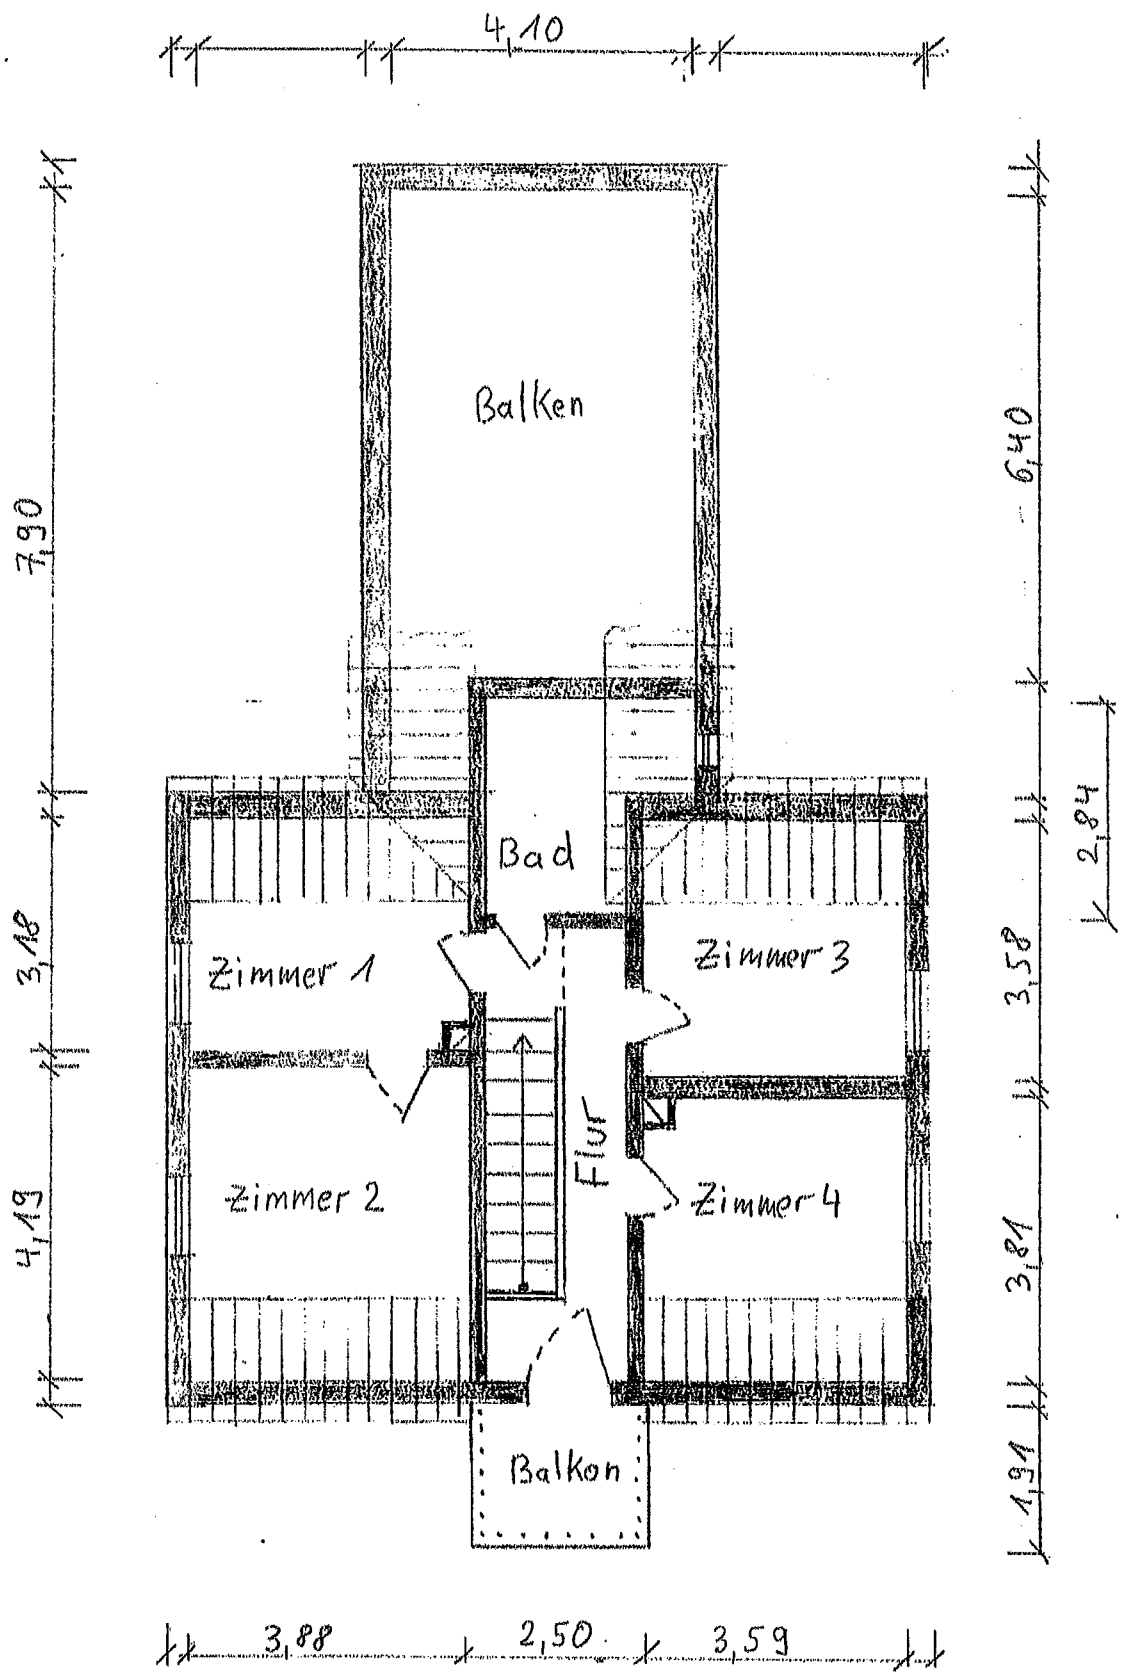 4,10
Balken
6,40
7,90
2,84
Bad
3,18
Zimmer 1
Zimmer 3
3,58
Flur
4,19
Zimmer 2
Zimmer 4
3,81
Balkon
1,91
3,88
2,50
3,59